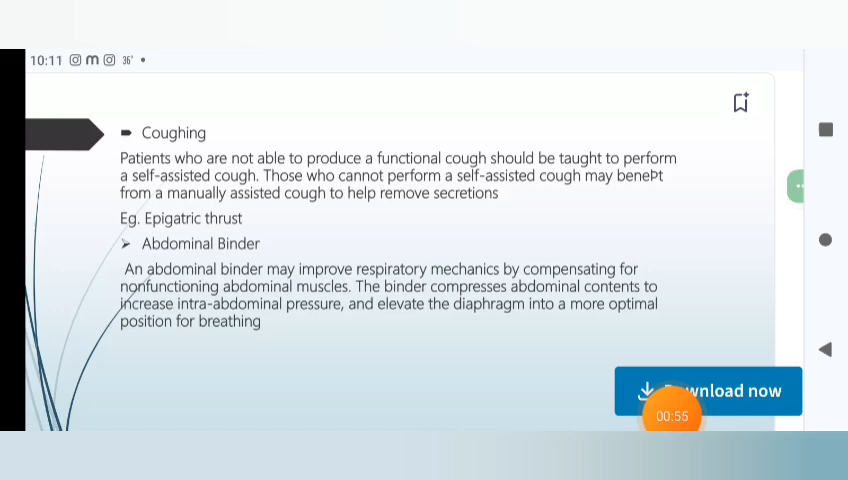 10:11 m 36°
Coughing
Patients who are not able to produce a functional cough should be taught to perform
a self-assisted cough. Those who cannot perform a self-assisted cough may beneÞt
from a manually assisted cough to help remove secretions
Eg. Epigatric thrust
Abdominal Binder
An abdominal binder may improve respiratory mechanics by compensating for
nonfunctioning abdominal muscles. The binder compresses abdominal contents to
increase intra-abdominal pressure, and elevate the diaphragm into a more optimal
position for breathing
Download now
00:55